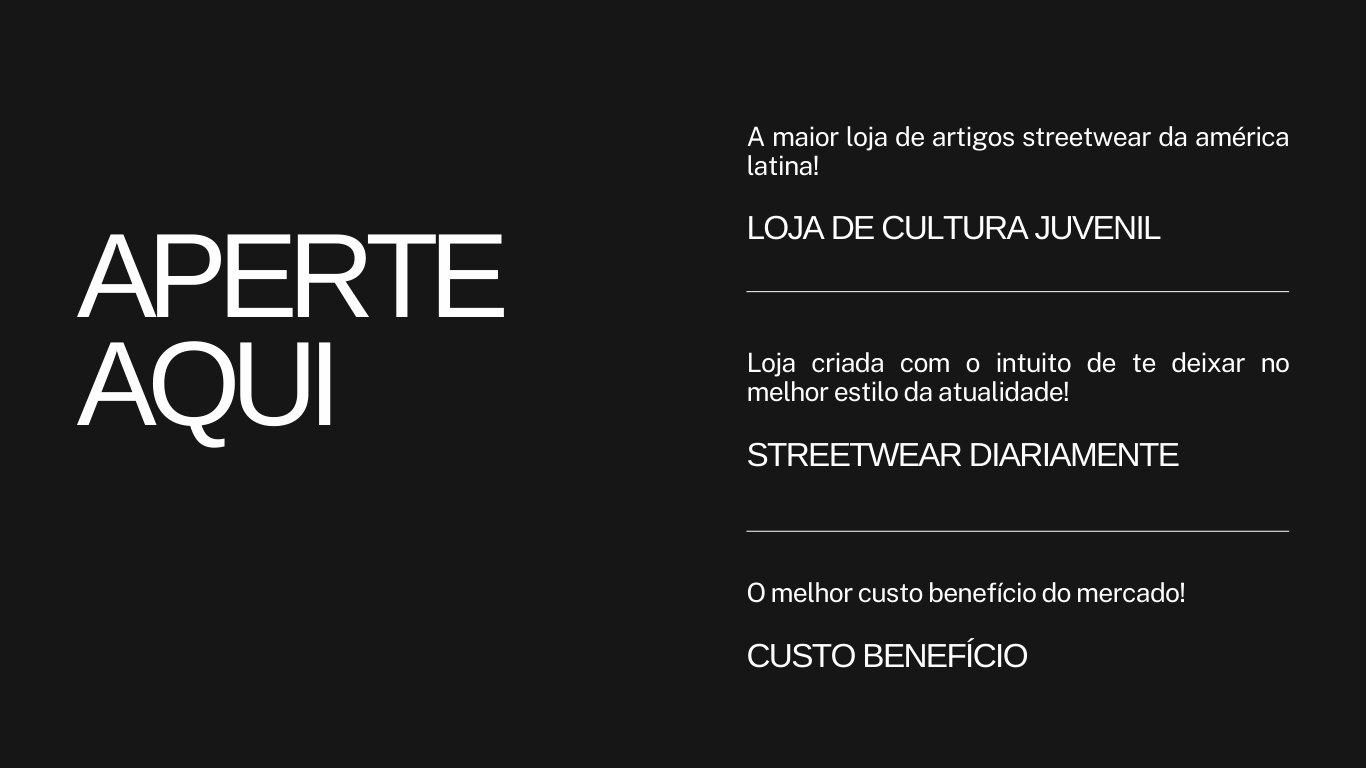 APERTE
AQUI
A maior loja de artigos streetwear da américa
latina!
LOJA DE CULTURA JUVENIL
Loja criada com o intuito de te deixar no
melhor estilo da atualidade!
STREETWEAR DIARIAMENTE
O melhor custo benefício do mercado!
CUSTO BENEFÍCIO